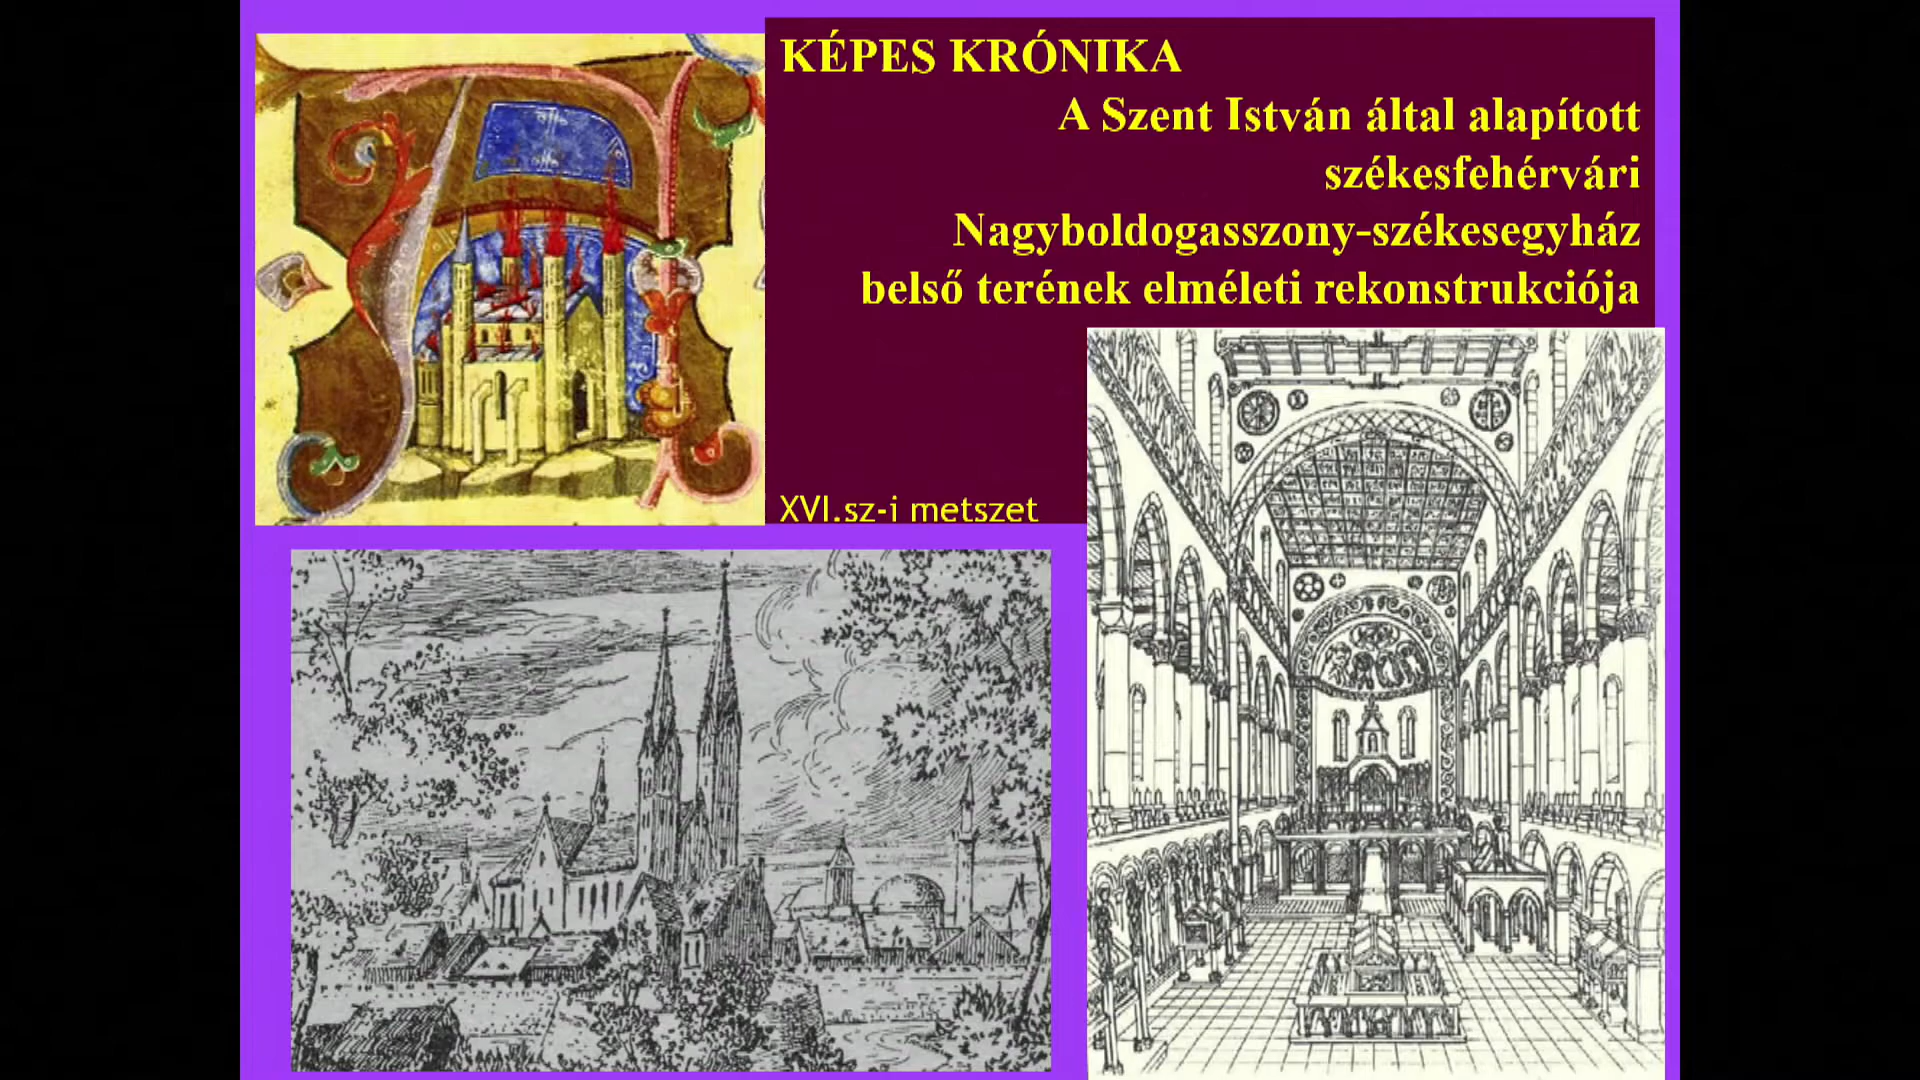 KÉPES KRÓNIKA
A Szent István által alapított
székesfehérvári
Nagyboldogasszony-székesegyház
belső terének elméleti rekonstrukciója
XVI.sz-i metszet